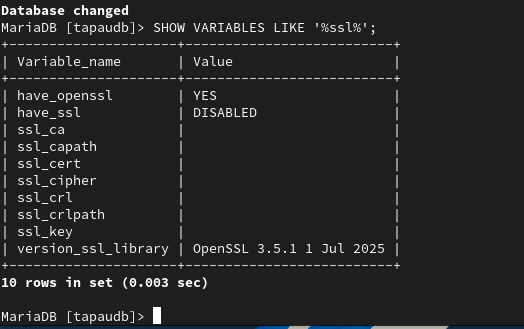 Database changed
MariaDB [tapaudb]> SHOW VARIABLES LIKE '%ssl%';
+---------------------+--------------------------+
| Variable_name       | Value                    |
+---------------------+--------------------------+
| have_openssl        | YES                      |
| have_ssl            | DISABLED                 |
| ssl_ca              |                          |
| ssl_capath          |                          |
| ssl_cert            |                          |
| ssl_cipher          |                          |
| ssl_crl             |                          |
| ssl_crlpath         |                          |
| ssl_key             |                          |
| version_ssl_library | OpenSSL 3.5.1 1 Jul 2025 |
+---------------------+--------------------------+
10 rows in set (0.003 sec)
MariaDB [tapaudb]>